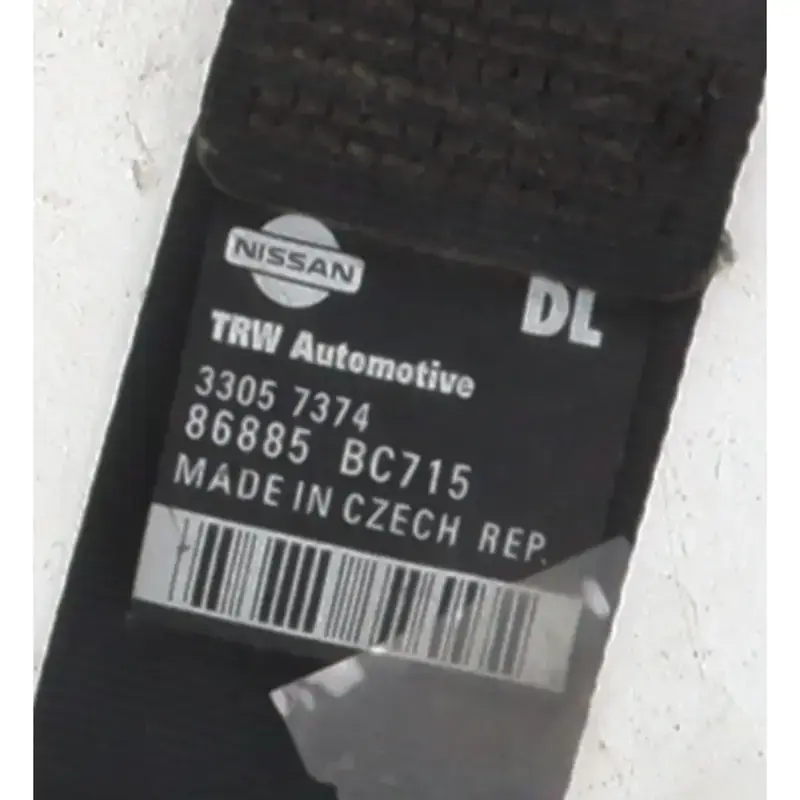 NISSAN
DL
TRW Automotive
3305 7374
86885 BC715
MADE IN CZECH REP.